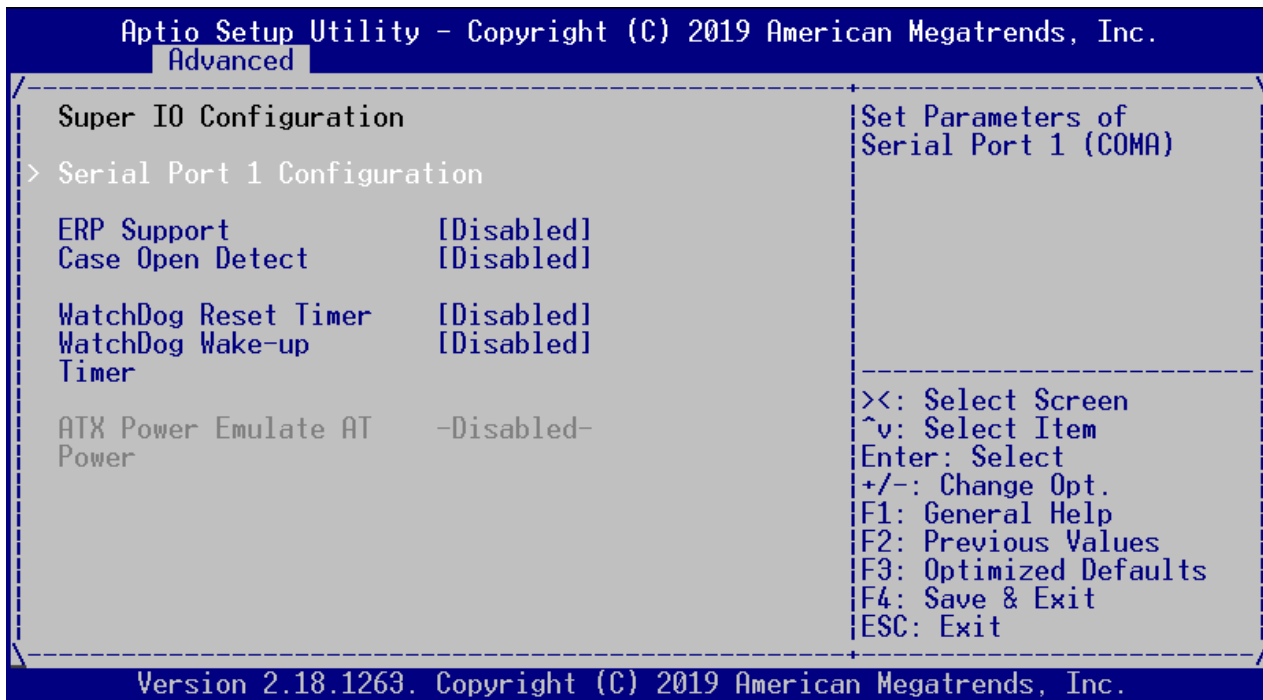 Aptio Setup Utility - Copyright (C) 2019 American Megatrends, Inc.
Advanced
Super IO Configuration
> Serial Port 1 Configuration
ERP Support [Disabled]
Case Open Detect [Disabled]
WatchDog Reset Timer [Disabled]
WatchDog Wake-up [Disabled]
Timer
ATX Power Emulate AT -Disabled-
Power
Set Parameters of
Serial Port 1 (COMA)
><: Select Screen
^v: Select Item
Enter: Select
+/-: Change Opt.
F1: General Help
F2: Previous Values
F3: Optimized Defaults
F4: Save & Exit
ESC: Exit
Version 2.18.1263. Copyright (C) 2019 American Megatrends, Inc.